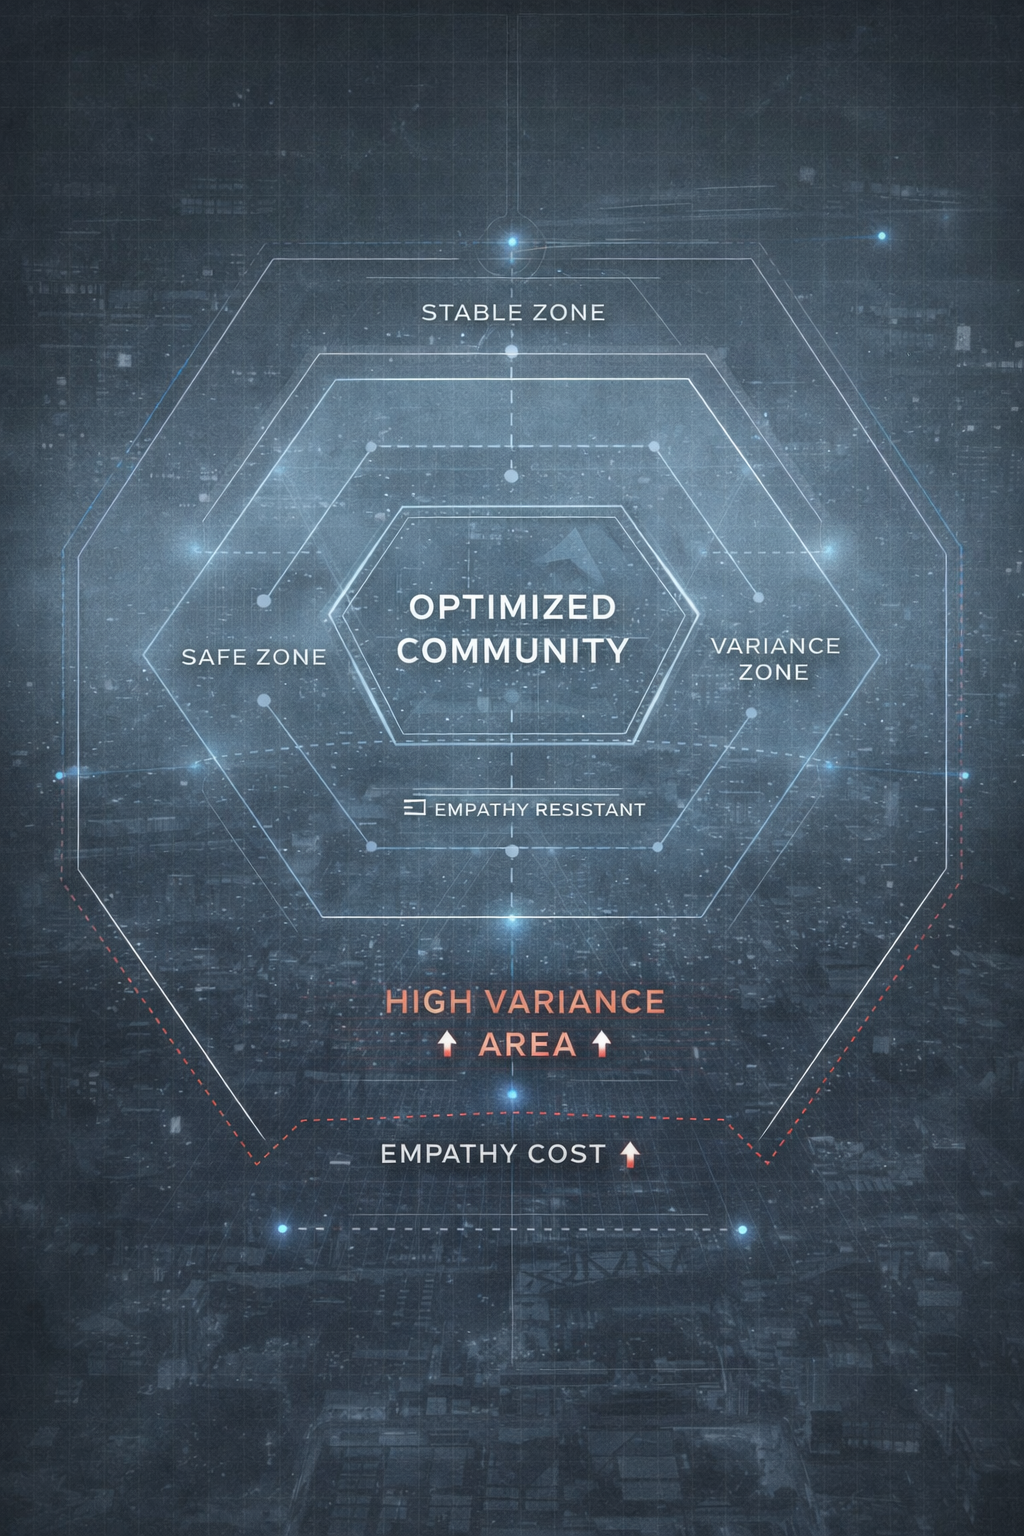 STABLE ZONE
OPTIMIZED
COMMUNITY
SAFE ZONE
VARIANCE
ZONE
EMPATHY RESISTANT
HIGH VARIANCE
AREA
EMPATHY COST